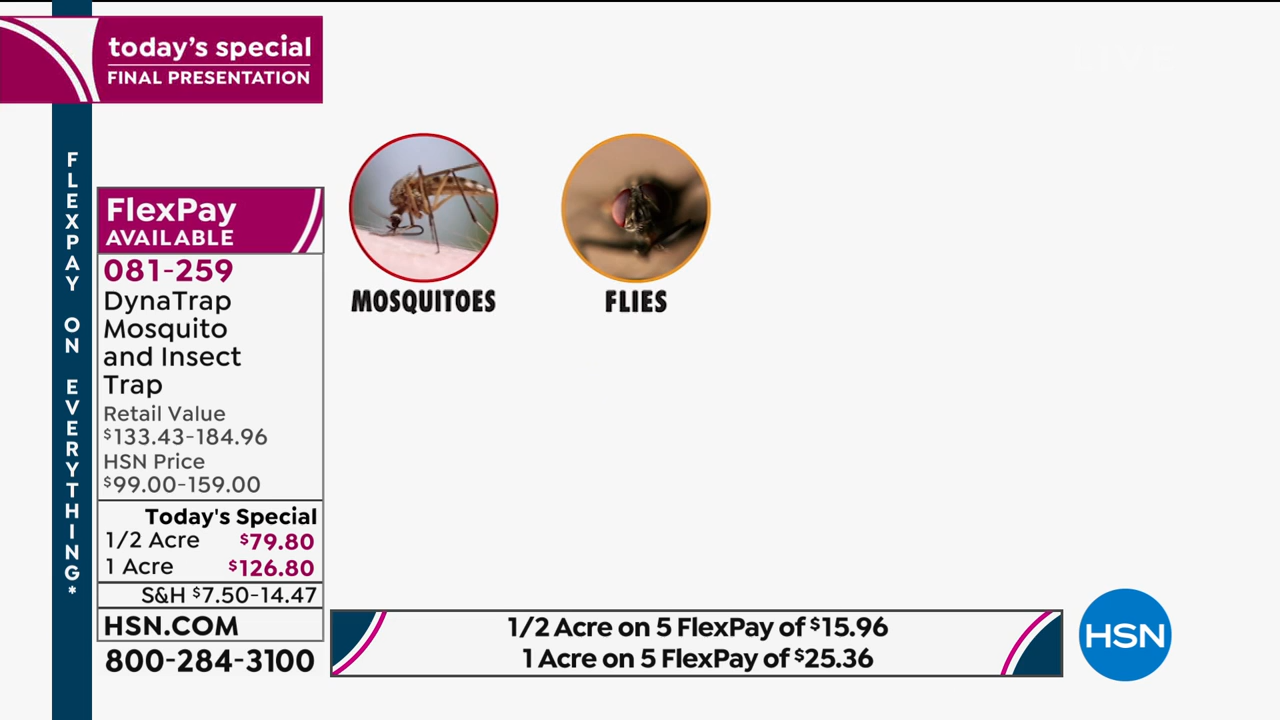 today's special
FINAL PRESENTATION
FLEXPAY ON EVERYTHING*
FlexPay
AVAILABLE
081-259
DynaTrap
Mosquito
and Insect
Trap
Retail Value
$133.43-184.96
HSN Price
$99.00-159.00
Today's Special
1/2 Acre $79.80
1 Acre $126.80
S&H $7.50-14.47
HSN.COM
800-284-3100
MOSQUITOES
FLIES
1/2 Acre on 5 FlexPay of $15.96
1 Acre on 5 FlexPay of $25.36
HSN